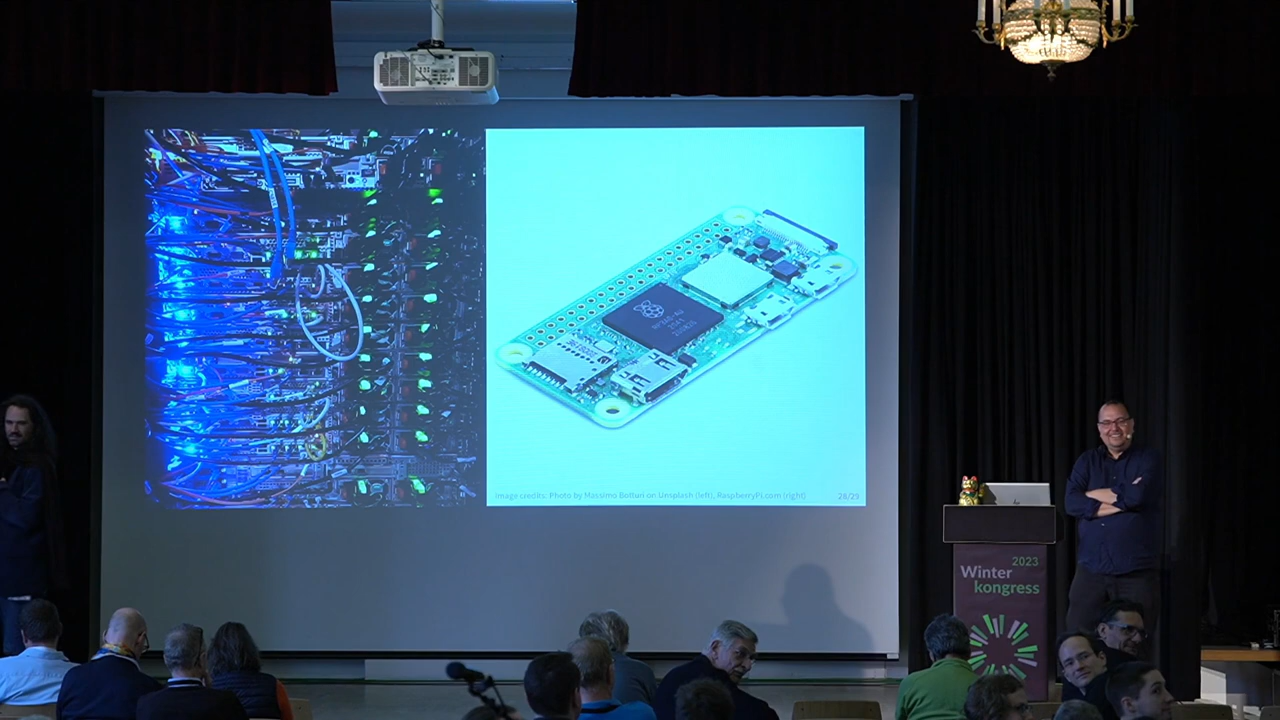 Image credits: Photo by Massimo Botturi on Unsplash (left), RaspberryPi.com (right)
28/29
2023
Winter
kongress